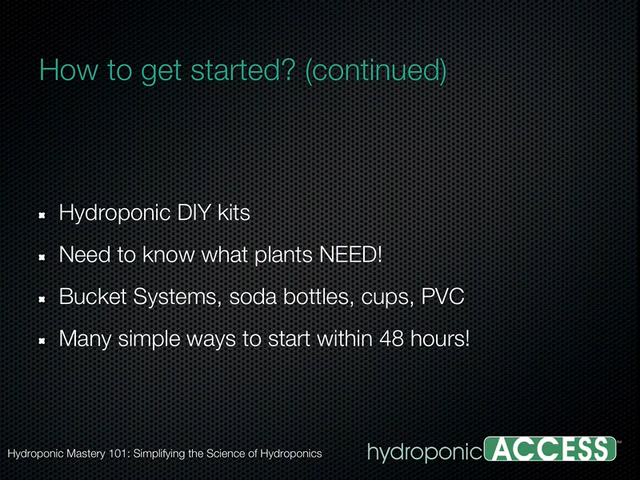 How to get started? (continued)
Hydroponic DIY kits
Need to know what plants NEED!
Bucket Systems, soda bottles, cups, PVC
Many simple ways to start within 48 hours!
Hydroponic Mastery 101: Simplifying the Science of Hydroponics
hydroponic ACCESS™